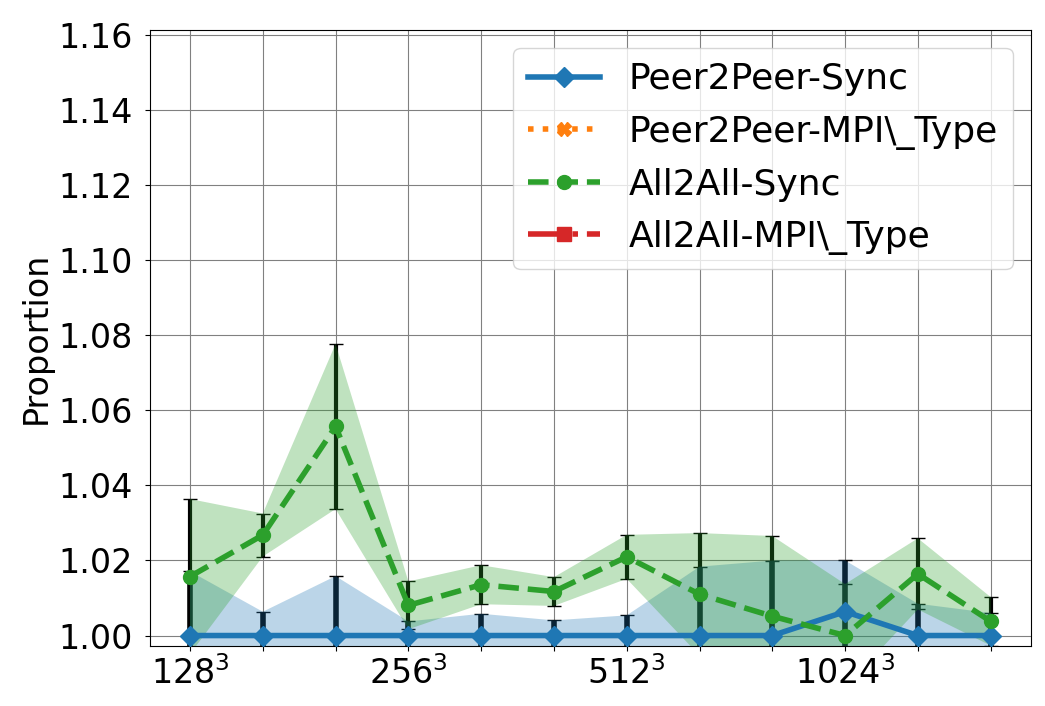 1.16
1.14
1.12
1.10
1.08
1.06
1.04
1.02
1.00
Proportion
Peer2Peer-Sync
Peer2Peer-MPI\_Type
All2All-Sync
All2All-MPI\_Type
128³ 256³ 512³ 1024³